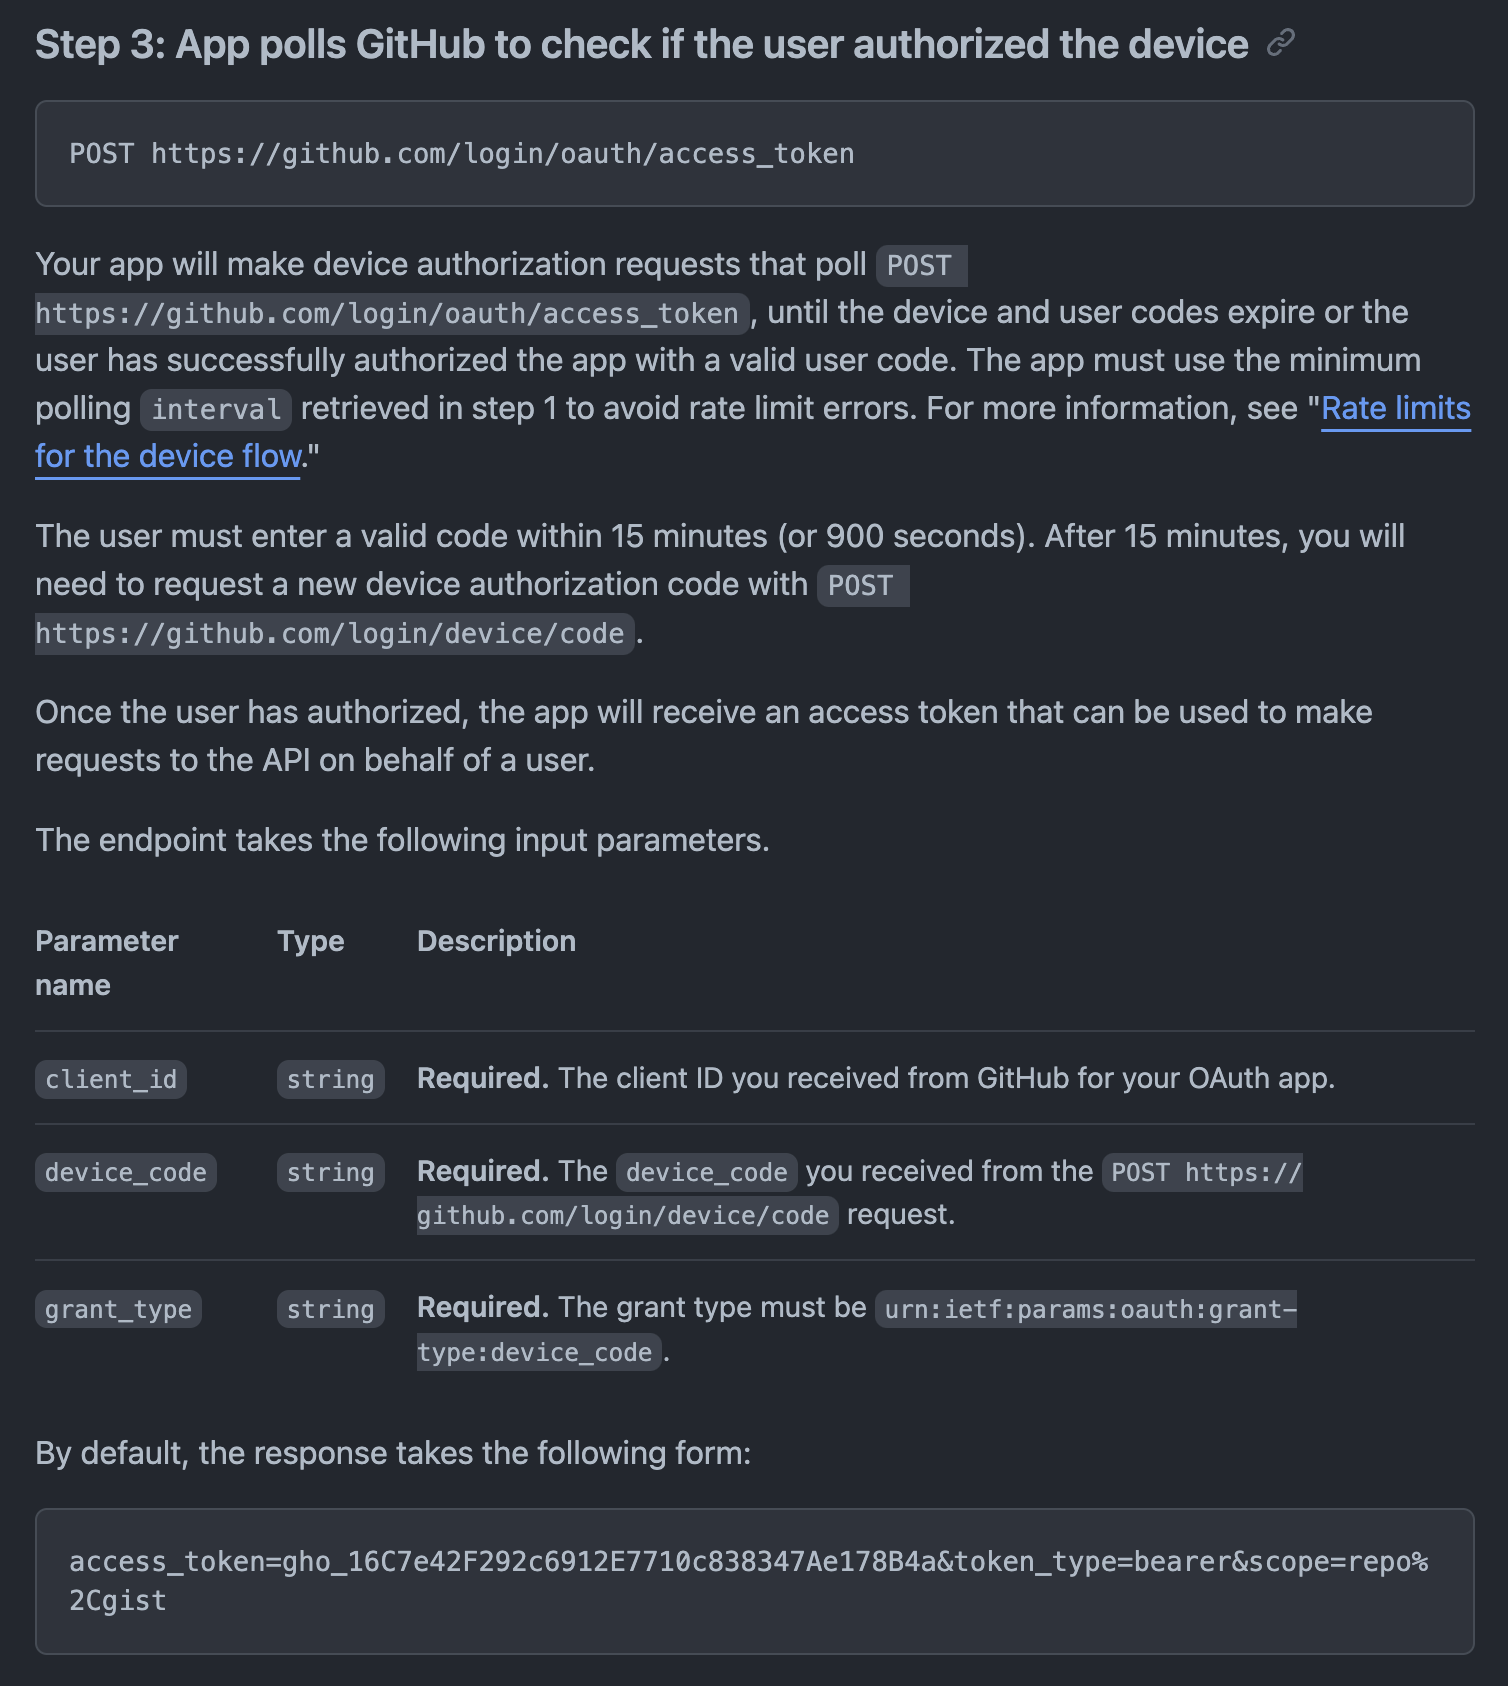 Step 3: App polls GitHub to check if the user authorized the device
POST https://github.com/login/oauth/access_token
Your app will make device authorization requests that poll POST
https://github.com/login/oauth/access_token, until the device and user codes expire or the
user has successfully authorized the app with a valid user code. The app must use the minimum
polling interval retrieved in step 1 to avoid rate limit errors. For more information, see "Rate limits
for the device flow."
The user must enter a valid code within 15 minutes (or 900 seconds). After 15 minutes, you will
need to request a new device authorization code with POST
https://github.com/login/device/code.
Once the user has authorized, the app will receive an access token that can be used to make
requests to the API on behalf of a user.
The endpoint takes the following input parameters.
Parameter name Type Description
client_id string Required. The client ID you received from GitHub for your OAuth app.
device_code string Required. The device_code you received from the POST https://
github.com/login/device/code request.
grant_type string Required. The grant type must be urn:ietf:params:oauth:grant-
type:device_code.
By default, the response takes the following form:
access_token=gho_16C7e42F292c6912E7710c838347Ae178B4a&token_type=bearer&scope=repo%
2Cgist